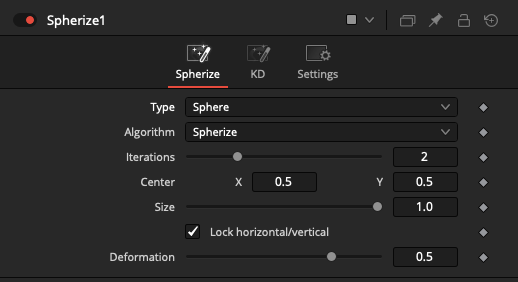 Spherize1
Spherize KD Settings
Type Sphere
Algorithm Spherize
Iterations 2
Center X 0.5 Y 0.5
Size 1.0
Lock horizontal/vertical
Deformation 0.5